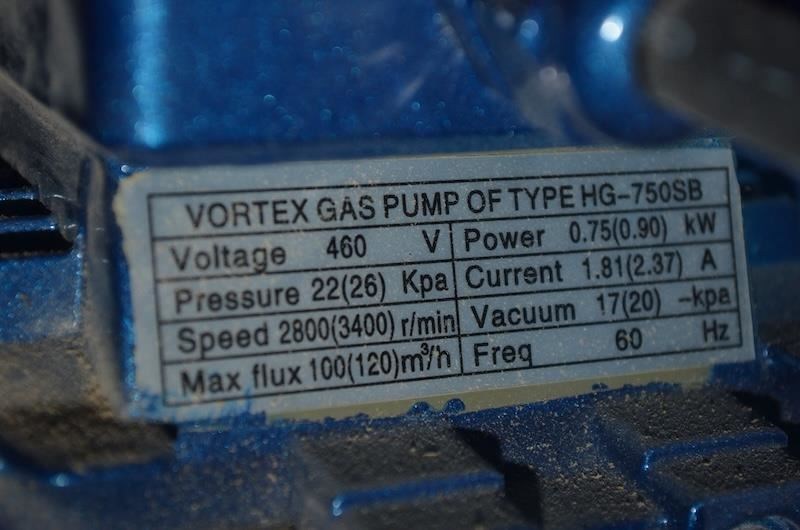 VORTEX GAS PUMP OF TYPE HG-750SB
Voltage 460 V Power 0.75(0.90) kW
Pressure 22(26) Kpa Current 1.81(2.37) A
Speed 2800(3400) r/min Vacuum 17(20) -kpa
Max flux 100(120)m³/h Freq 60 Hz